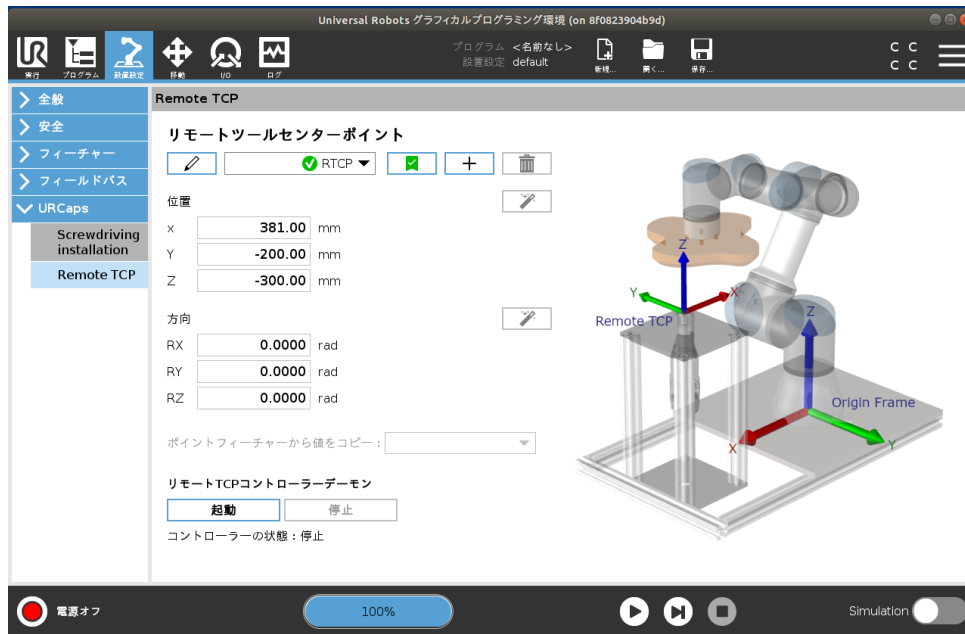 Universal Robots グラフィカルプログラミング環境 (on 8f0823904b9d)
UR
実行
プログラム
設置設定
移動
I/O
ログ
プログラム <名前なし>
設置設定 default
新規...
開く...
保存...
C C
C C
全般
安全
フィーチャー
フィールドバス
URCaps
Screwdriving
installation
Remote TCP
Remote TCP
リモートツールセンターポイント
RTCP
位置
X 381.00 mm
Y -200.00 mm
Z -300.00 mm
方向
RX 0.0000 rad
RY 0.0000 rad
RZ 0.0000 rad
ポイントフィーチャーから値をコピー :
リモートTCPコントローラーデーモン
起動
停止
コントローラーの状態 : 停止
Z
Y
X
Remote TCP
Z
Origin Frame
X
Y
電源オフ
100%
Simulation